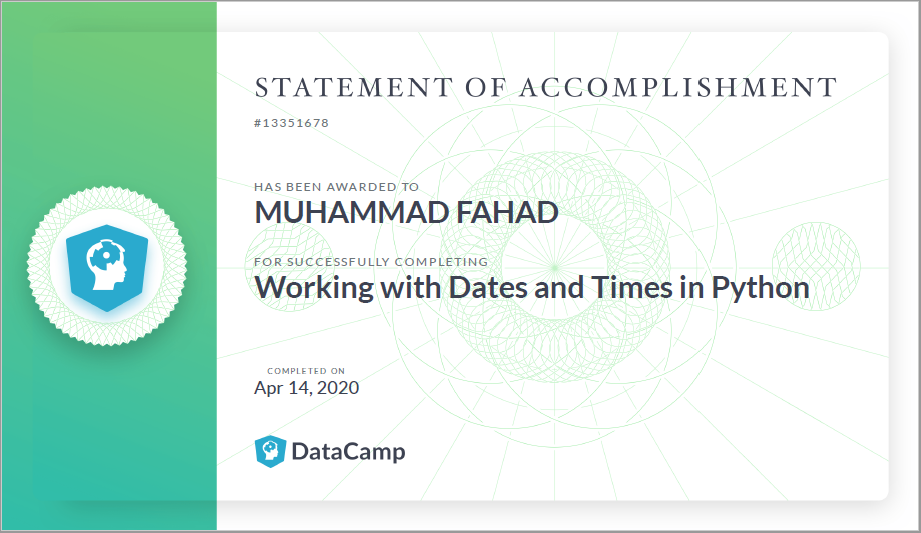 STATEMENT OF ACCOMPLISHMENT
#13351678
HAS BEEN AWARDED TO
MUHAMMAD FAHAD
FOR SUCCESSFULLY COMPLETING
Working with Dates and Times in Python
COMPLETED ON
Apr 14, 2020
DataCamp